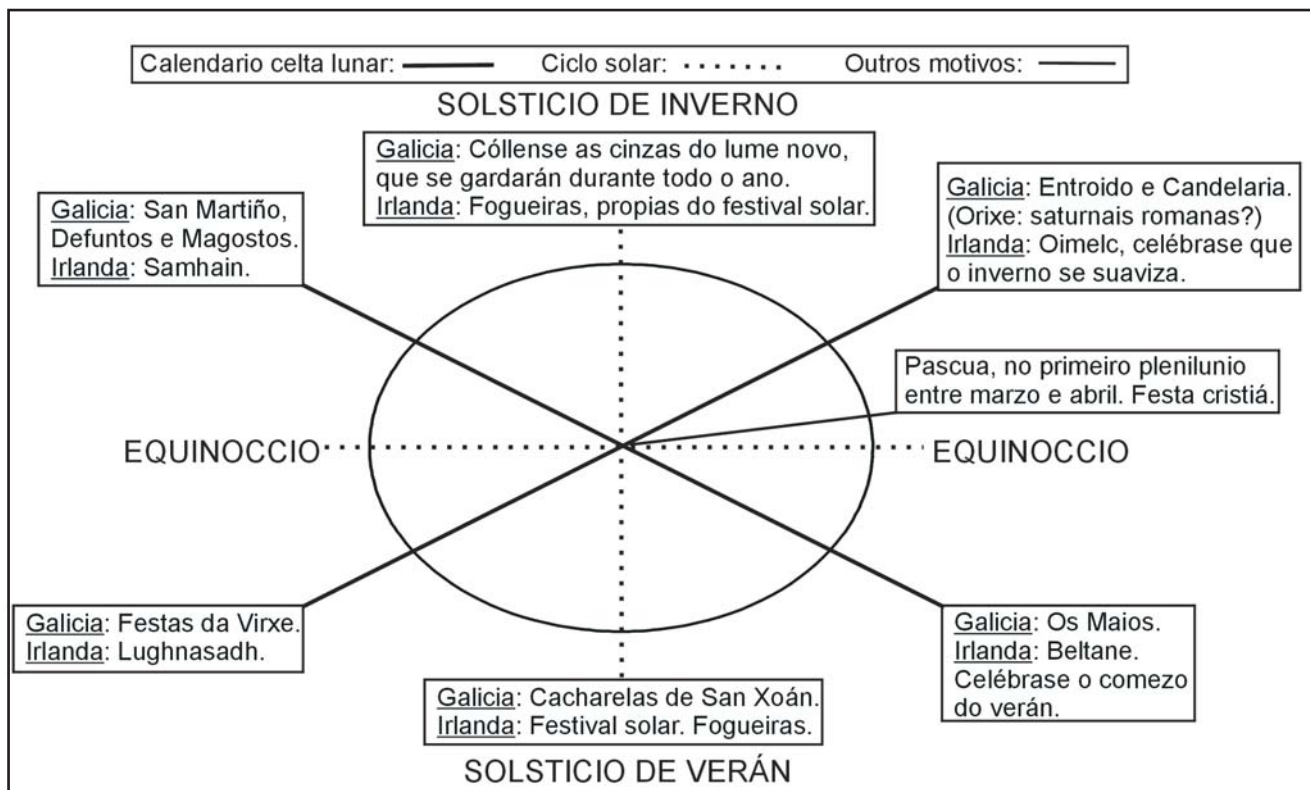 Calendario celta lunar: Ciclo solar: Outros motivos:
SOLSTICIO DE INVERNO
Galicia: Cóllense as cinzas do lume novo,
que se gardarán durante todo o ano.
Irlanda: Fogueiras, propias do festival solar.
Galicia: San Martiño,
Defuntos e Magostos.
Irlanda: Samhain.
Galicia: Entroido e Candelaria.
(Orixe: saturnais romanas?)
Irlanda: Oimelc, celébrase que
o inverno se suaviza.
Pascua, no primeiro plenilunio
entre marzo e abril. Festa cristiá.
EQUINOCCIO
EQUINOCCIO
Galicia: Festas da Virxe.
Irlanda: Lughnasadh.
Galicia: Os Maios.
Irlanda: Beltane.
Celébrase o comezo
do verán.
Galicia: Cacharelas de San Xoán.
Irlanda: Festival solar. Fogueiras.
SOLSTICIO DE VERÁN